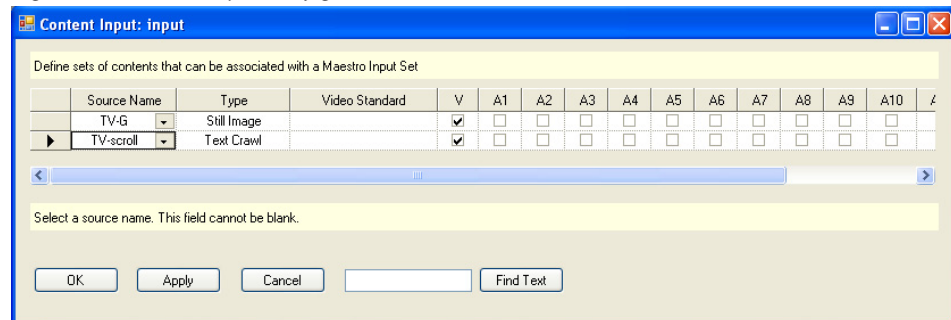 Content Input: input
Define sets of contents that can be associated with a Maestro Input Set
Source Name Type Video Standard V A1 A2 A3 A4 A5 A6 A7 A8 A9 A10
TV-G Still Image
TV-scroll Text Crawl
Select a source name. This field cannot be blank.
OK Apply Cancel Find Text